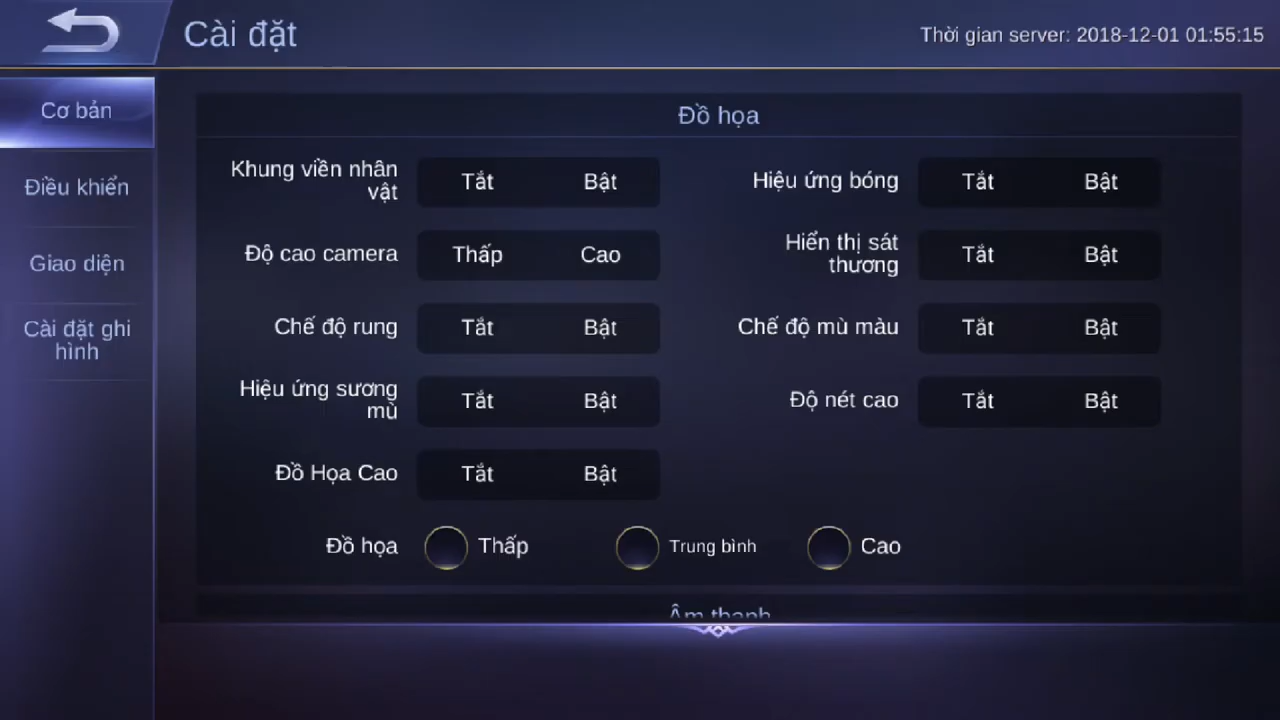 Cài đặt
Thời gian server: 2018-12-01 01:55:15
Cơ bản
Điều khiển
Giao diện
Cài đặt ghi
hình
Đồ họa
Khung viền nhân
vật
Tắt Bật
Hiệu ứng bóng
Tắt Bật
Độ cao camera
Thấp Cao
Hiển thị sát
thương
Tắt Bật
Chế độ rung
Tắt Bật
Chế độ mù màu
Tắt Bật
Hiệu ứng sương
mù
Tắt Bật
Độ nét cao
Tắt Bật
Đồ Họa Cao
Tắt Bật
Đồ họa
Thấp
Trung bình
Cao
Âm thanh